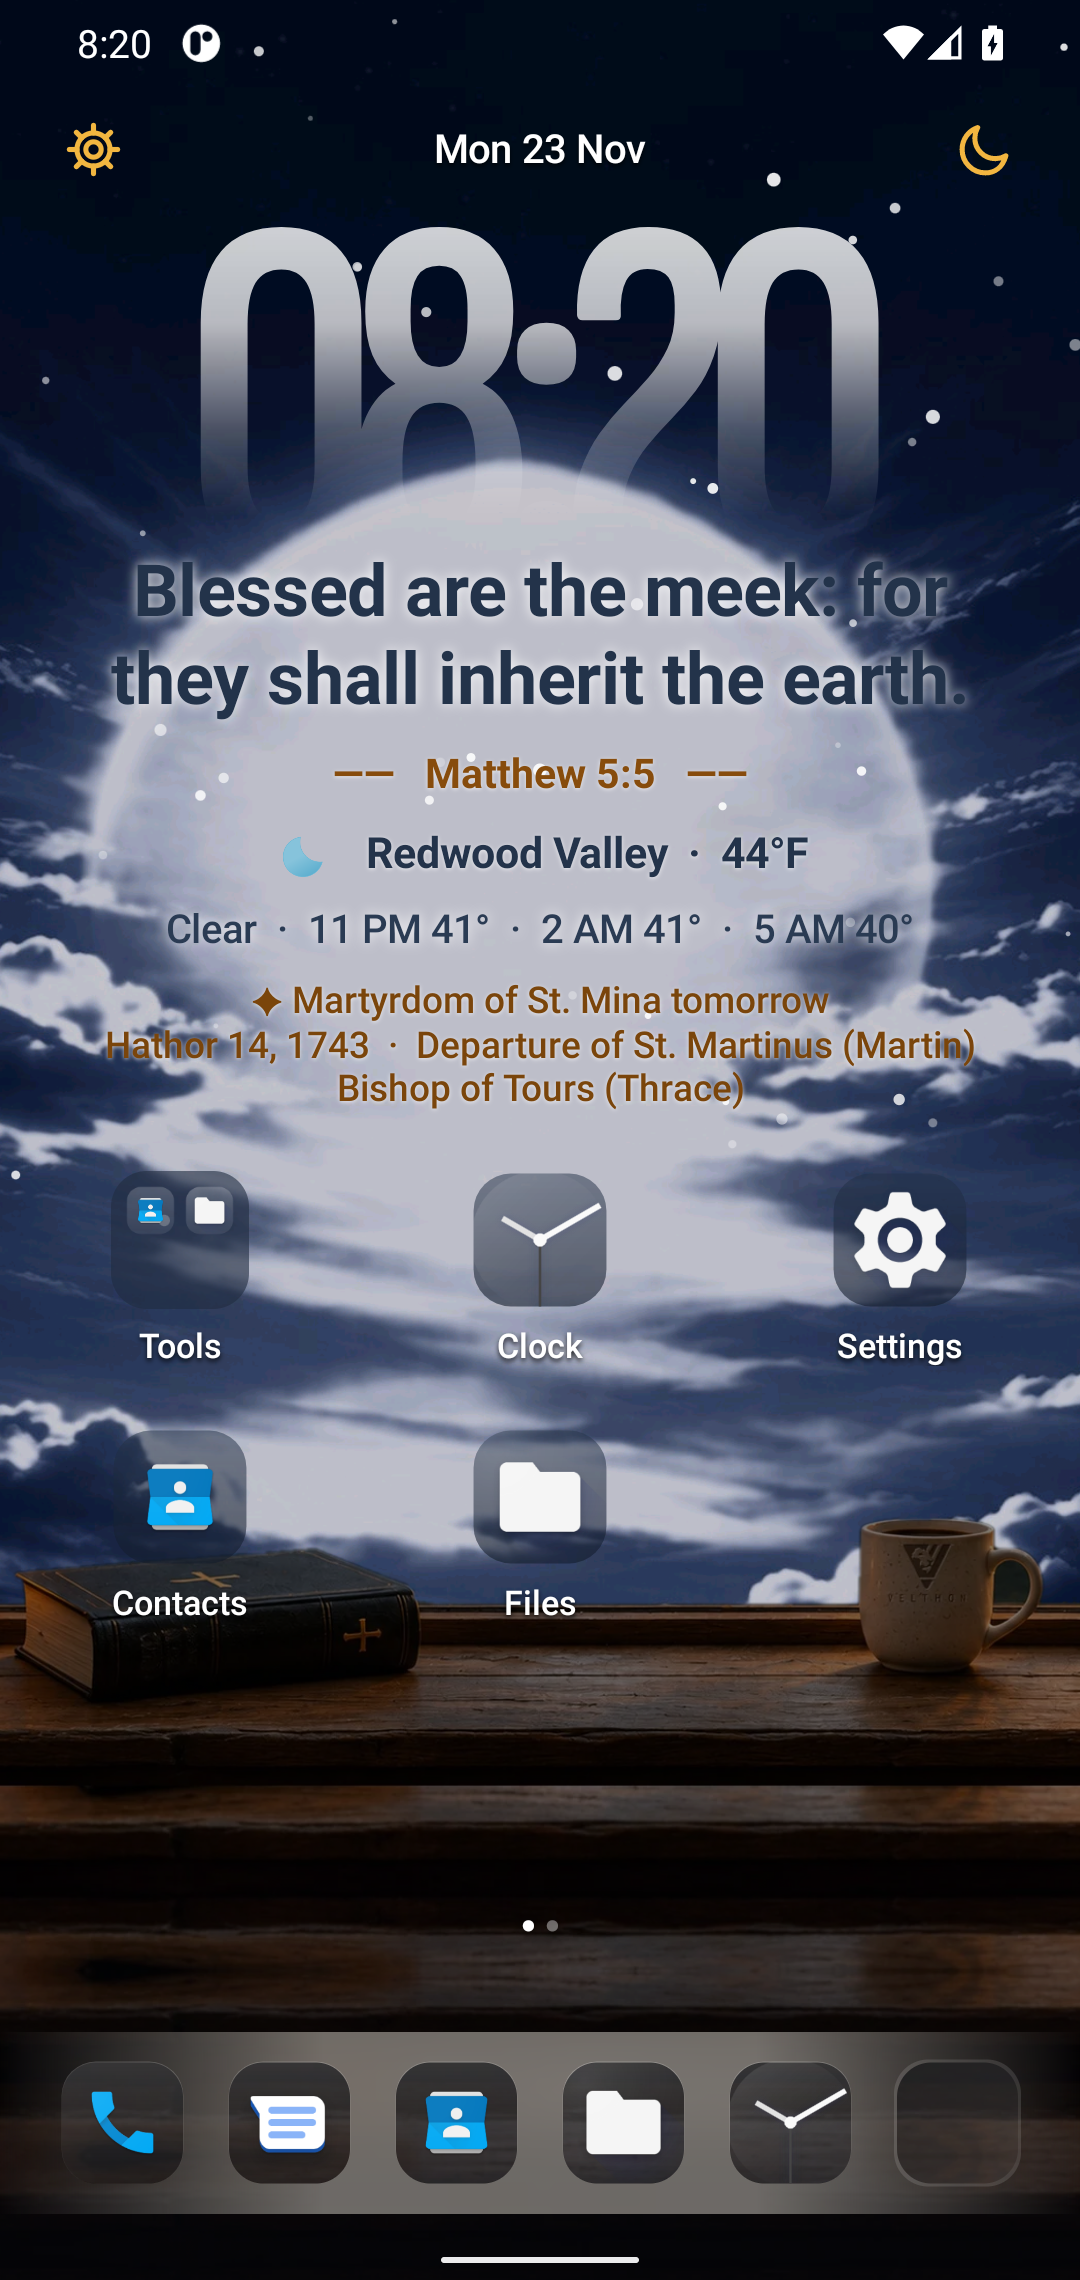 8:20
Mon 23 Nov
08:20
Blessed are the meek: for
they shall inherit the earth.
—— Matthew 5:5 ——
Redwood Valley · 44°F
Clear · 11 PM 41° · 2 AM 41° · 5 AM 40°
✦ Martyrdom of St. Mina tomorrow
Hathor 14, 1743 · Departure of St. Martinus (Martin)
Bishop of Tours (Thrace)
Tools
Clock
Settings
Contacts
Files